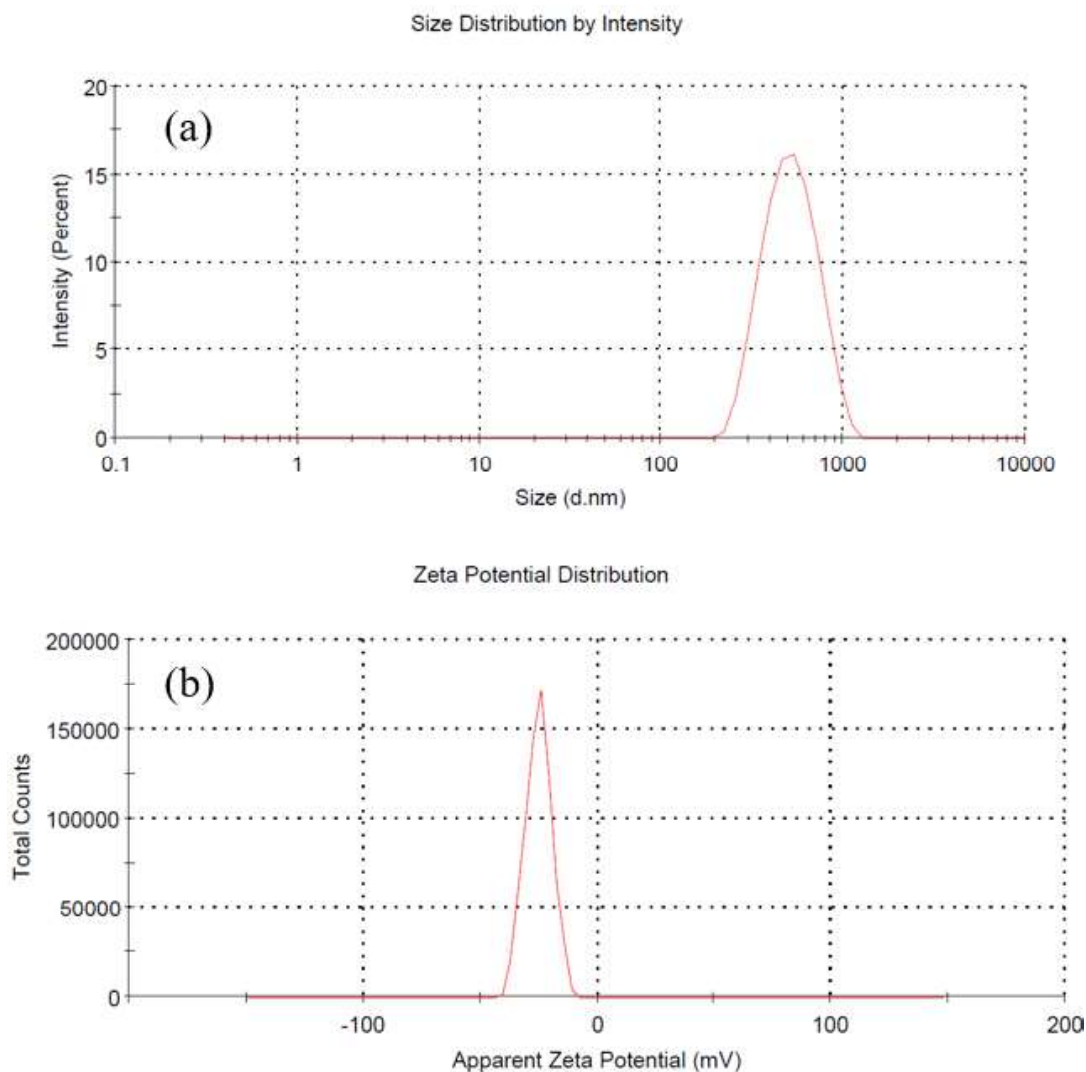 Size Distribution by Intensity
(a)
20
15
10
5
0
Intensity (Percent)
0.1 1 10 100 1000 10000
Size (d.nm)
Zeta Potential Distribution
(b)
200000
150000
100000
50000
0
Total Counts
-100 0 100 200
Apparent Zeta Potential (mV)